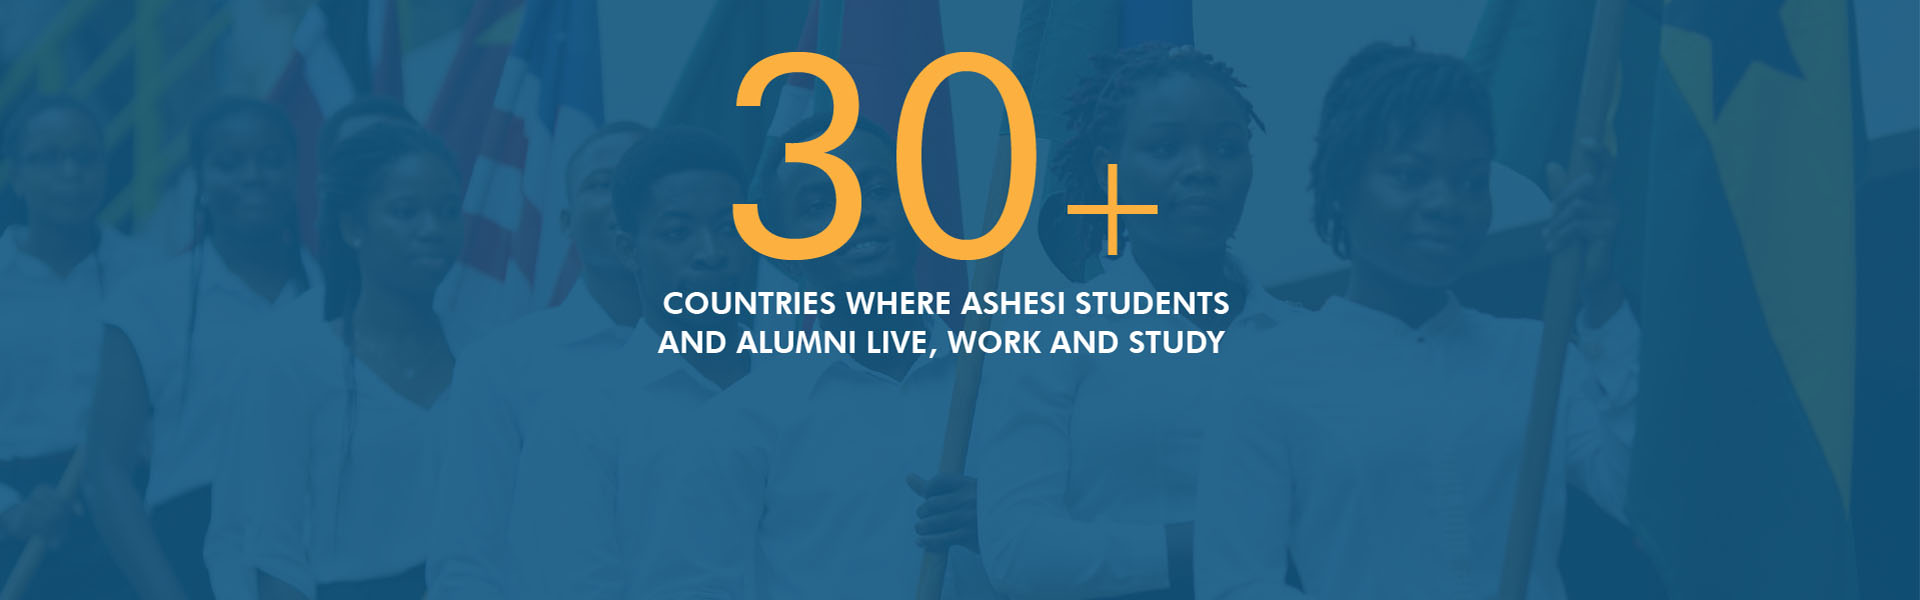 30+
COUNTRIES WHERE ASHESI STUDENTS
AND ALUMNI LIVE, WORK AND STUDY